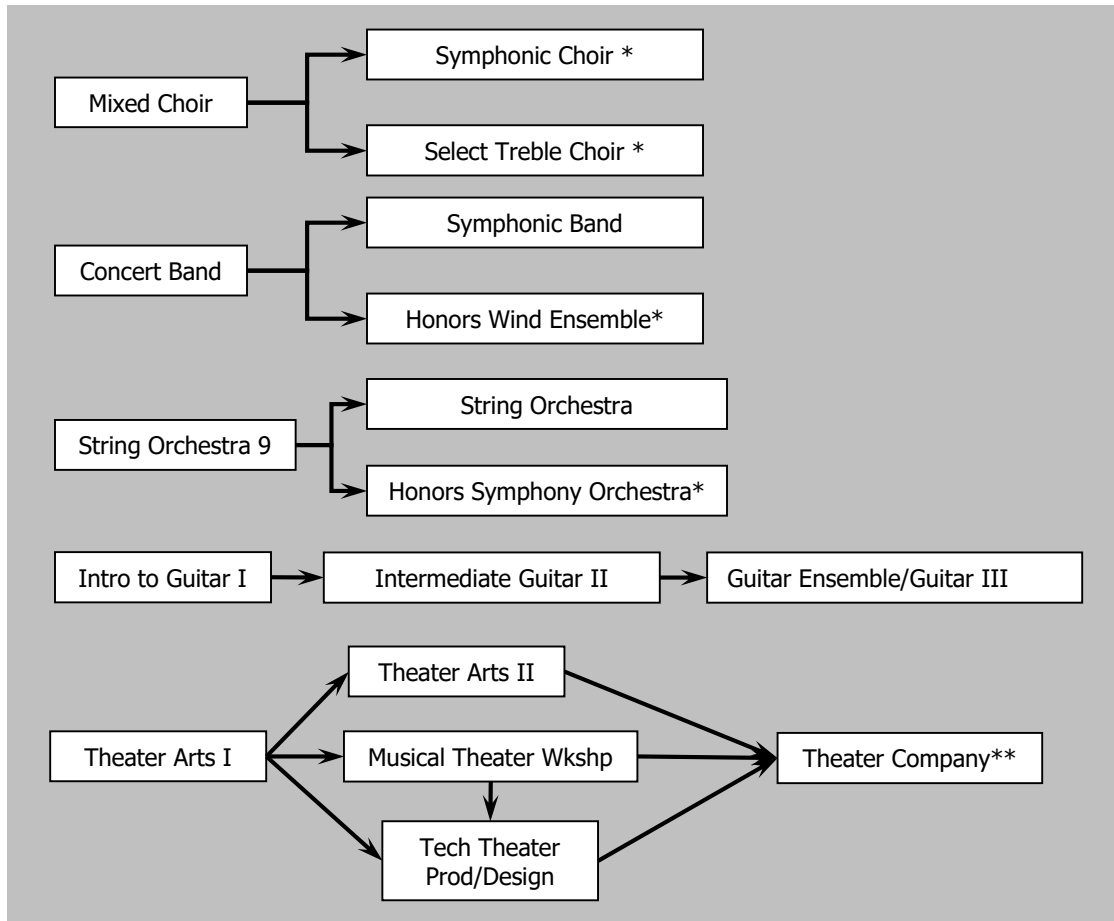 Symphonic Choir *
Mixed Choir
Select Treble Choir *
Symphonic Band
Concert Band
Honors Wind Ensemble*
String Orchestra
String Orchestra 9
Honors Symphony Orchestra*
Intro to Guitar I
Intermediate Guitar II
Guitar Ensemble/Guitar III
Theater Arts II
Theater Arts I
Musical Theater Wkshp
Theater Company**
Tech Theater
Prod/Design